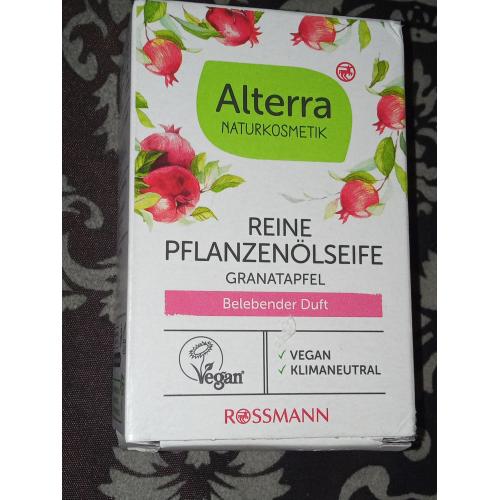 Alterra
NATURKOSMETIK
REINE
PFLANZENÖLSEIFE
GRANATAPFEL
Belebender Duft
Vegan
✓ VEGAN
✓ KLIMANEUTRAL
ROSSMANN